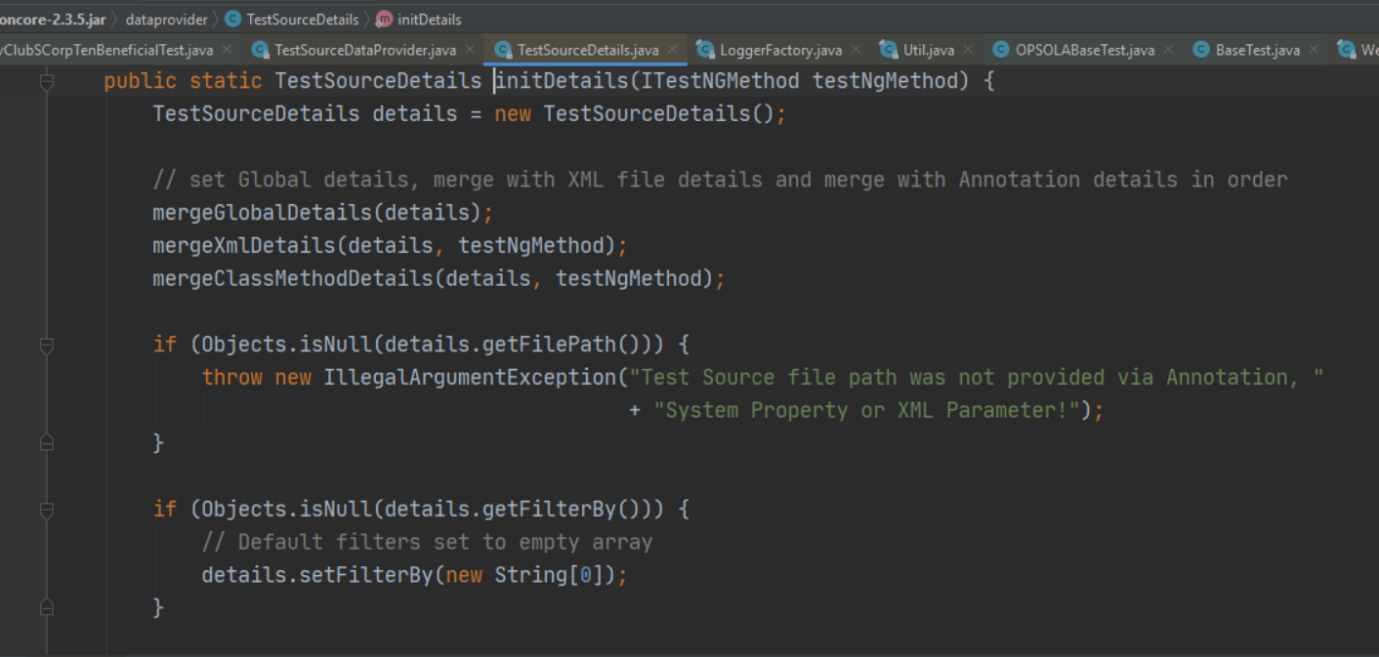 oncore-2.3.5.jar dataprovider TestSourceDetails initDetails
yClubSCorpTenBeneficialTest.java TestSourceDataProvider.java TestSourceDetails.java LoggerFactory.java Util.java OPSOLABaseTest.java BaseTest.java We
public static TestSourceDetails initDetails(ITestNGMethod testNgMethod) {
TestSourceDetails details = new TestSourceDetails();
// set Global details, merge with XML file details and merge with Annotation details in order
mergeGlobalDetails(details);
mergeXmlDetails(details, testNgMethod);
mergeClassMethodDetails(details, testNgMethod);
if (Objects.isNull(details.getFilePath())) {
throw new IllegalArgumentException("Test Source file path was not provided via Annotation, "
+ "System Property or XML Parameter!");
}
if (Objects.isNull(details.getFilterBy())) {
// Default filters set to empty array
details.setFilterBy(new String[0]);
}